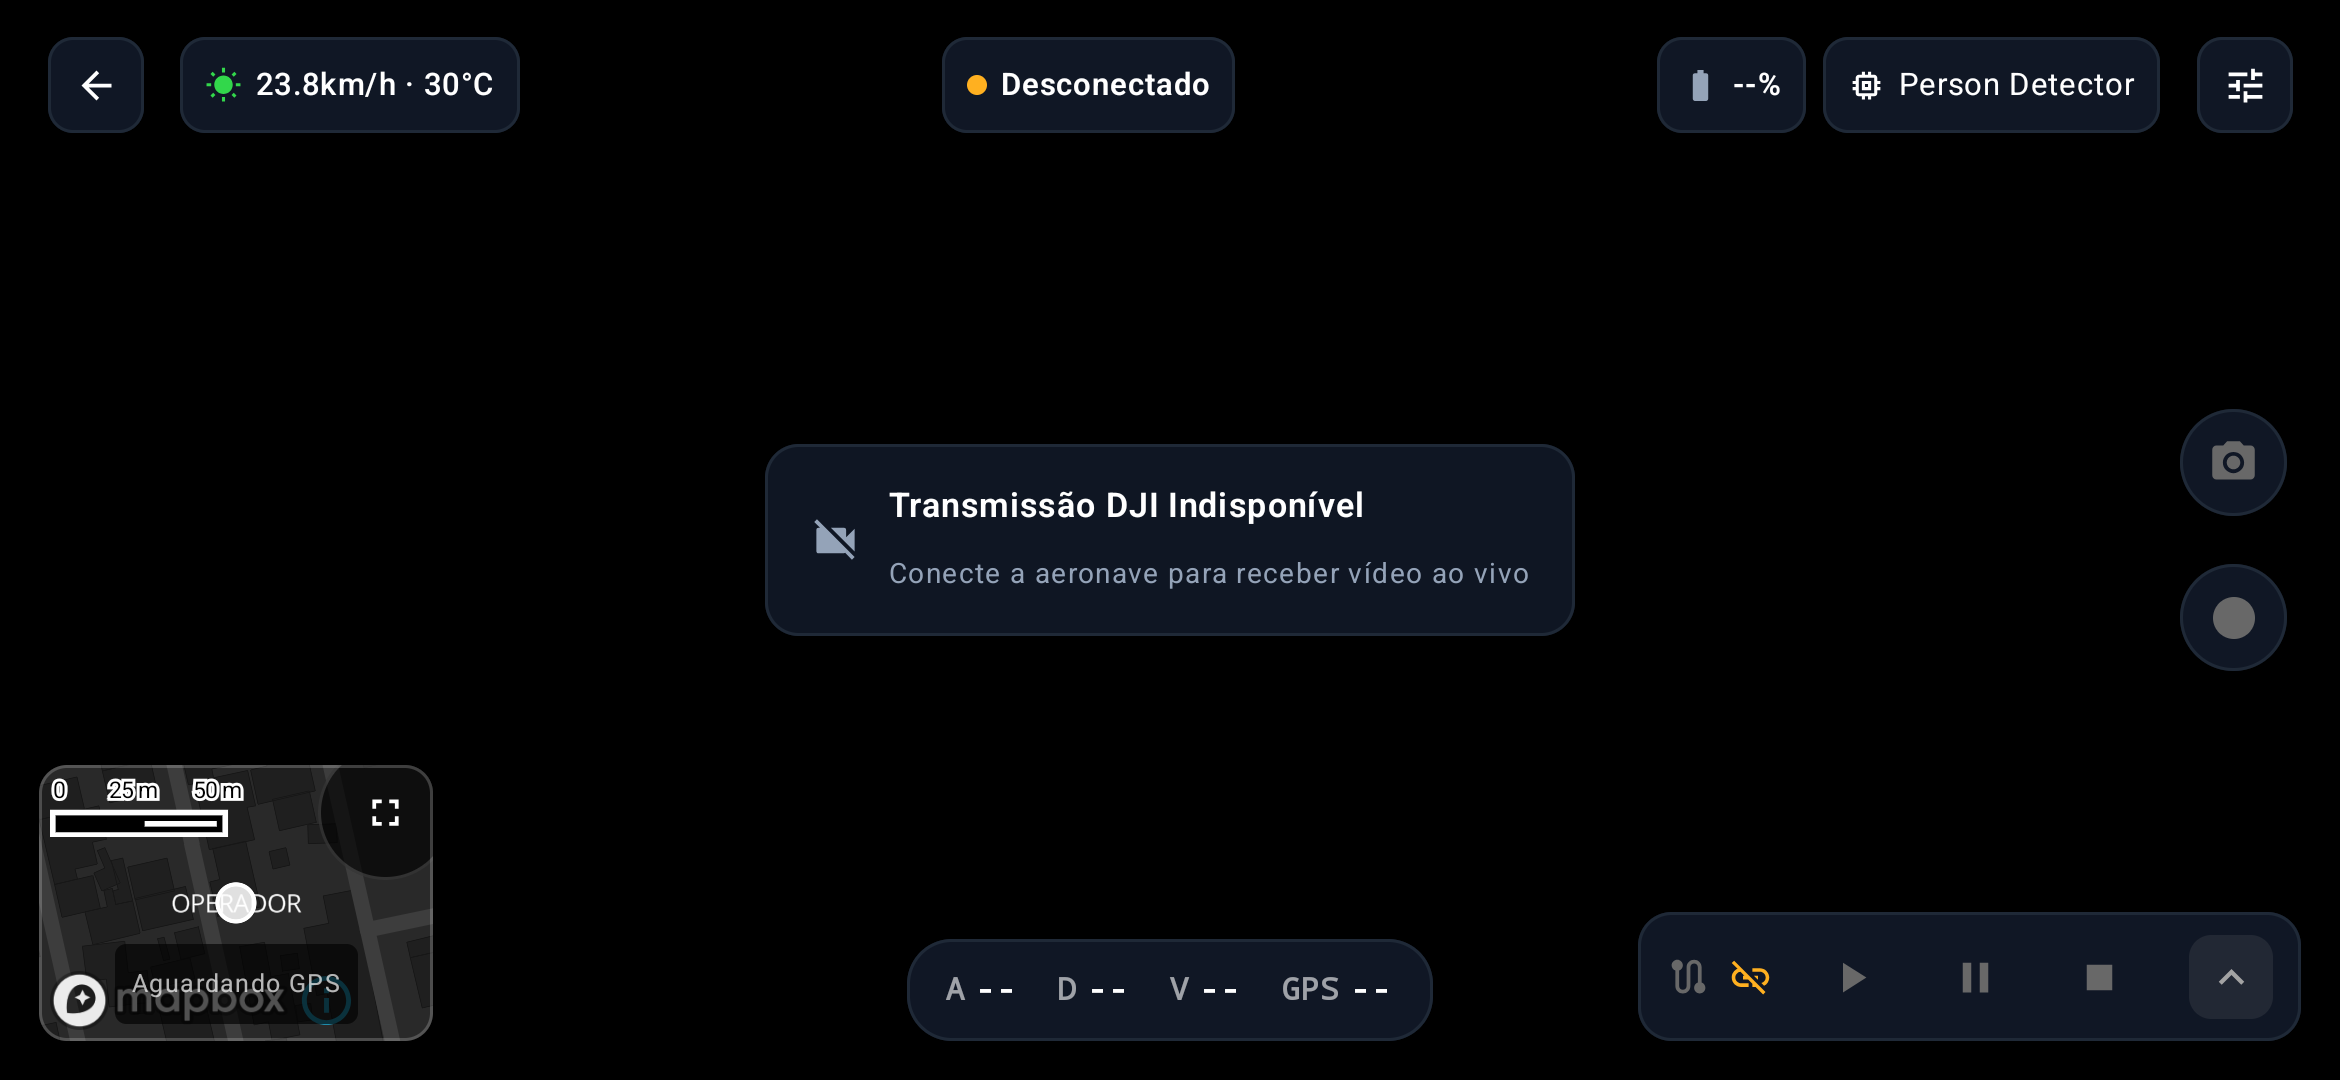 23.8km/h · 30°C
Desconectado
--%
Person Detector
Transmissão DJI Indisponível
Conecte a aeronave para receber vídeo ao vivo
0 25m 50m
OPERADOR
Aguardando GPS
mapbox
A -- D -- V -- GPS --